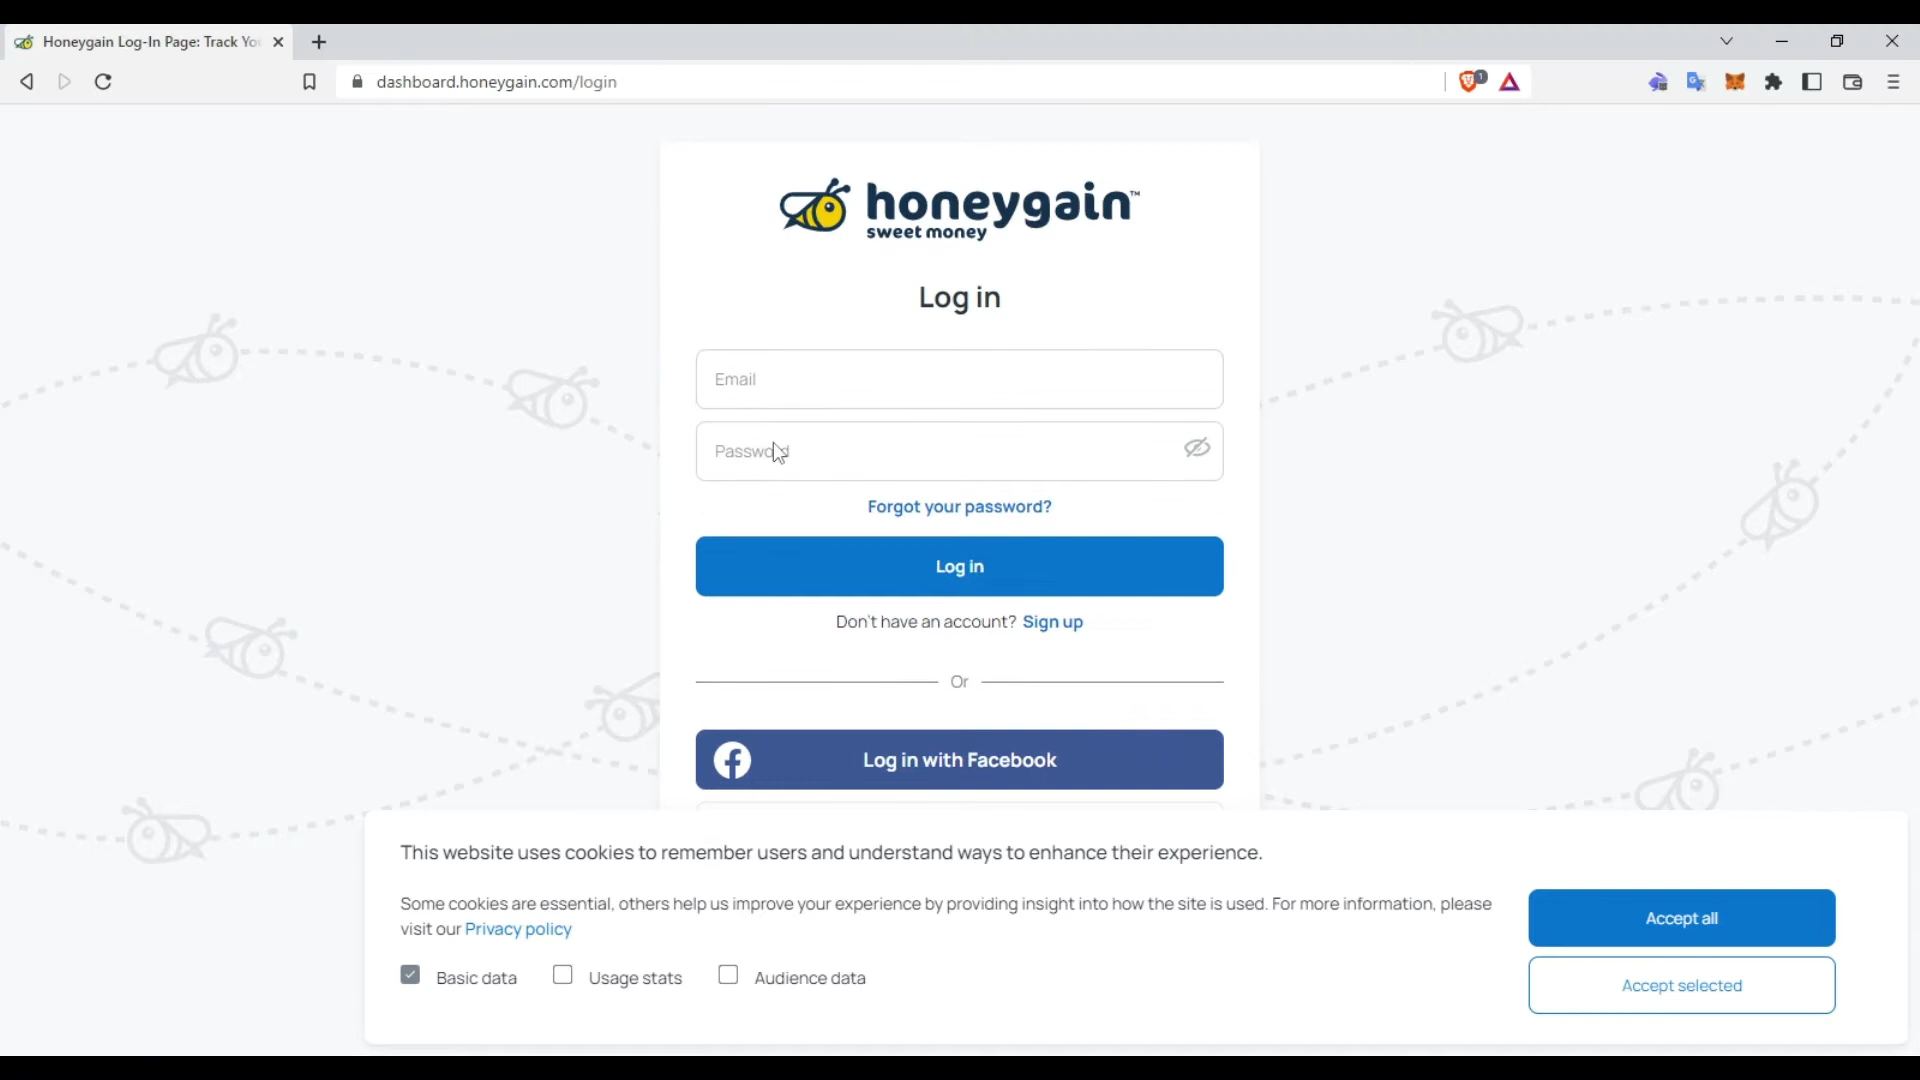 Honeygain Log-In Page: Track Yo
dashboard.honeygain.com/login
1
honeygain™
sweet money
Log in
Email
Password
Forgot your password?
Log in
Don't have an account? Sign up
Or
Log in with Facebook
This website uses cookies to remember users and understand ways to enhance their experience.
Some cookies are essential, others help us improve your experience by providing insight into how the site is used. For more information, please
visit our Privacy policy
Basic data Usage stats Audience data
Accept all
Accept selected